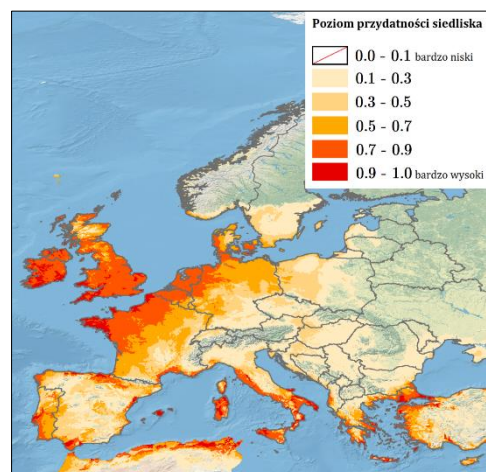 Poziom przydatności siedliska
0.0 - 0.1 bardzo niski
0.1 - 0.3
0.3 - 0.5
0.5 - 0.7
0.7 - 0.9
0.9 - 1.0 bardzo wysoki